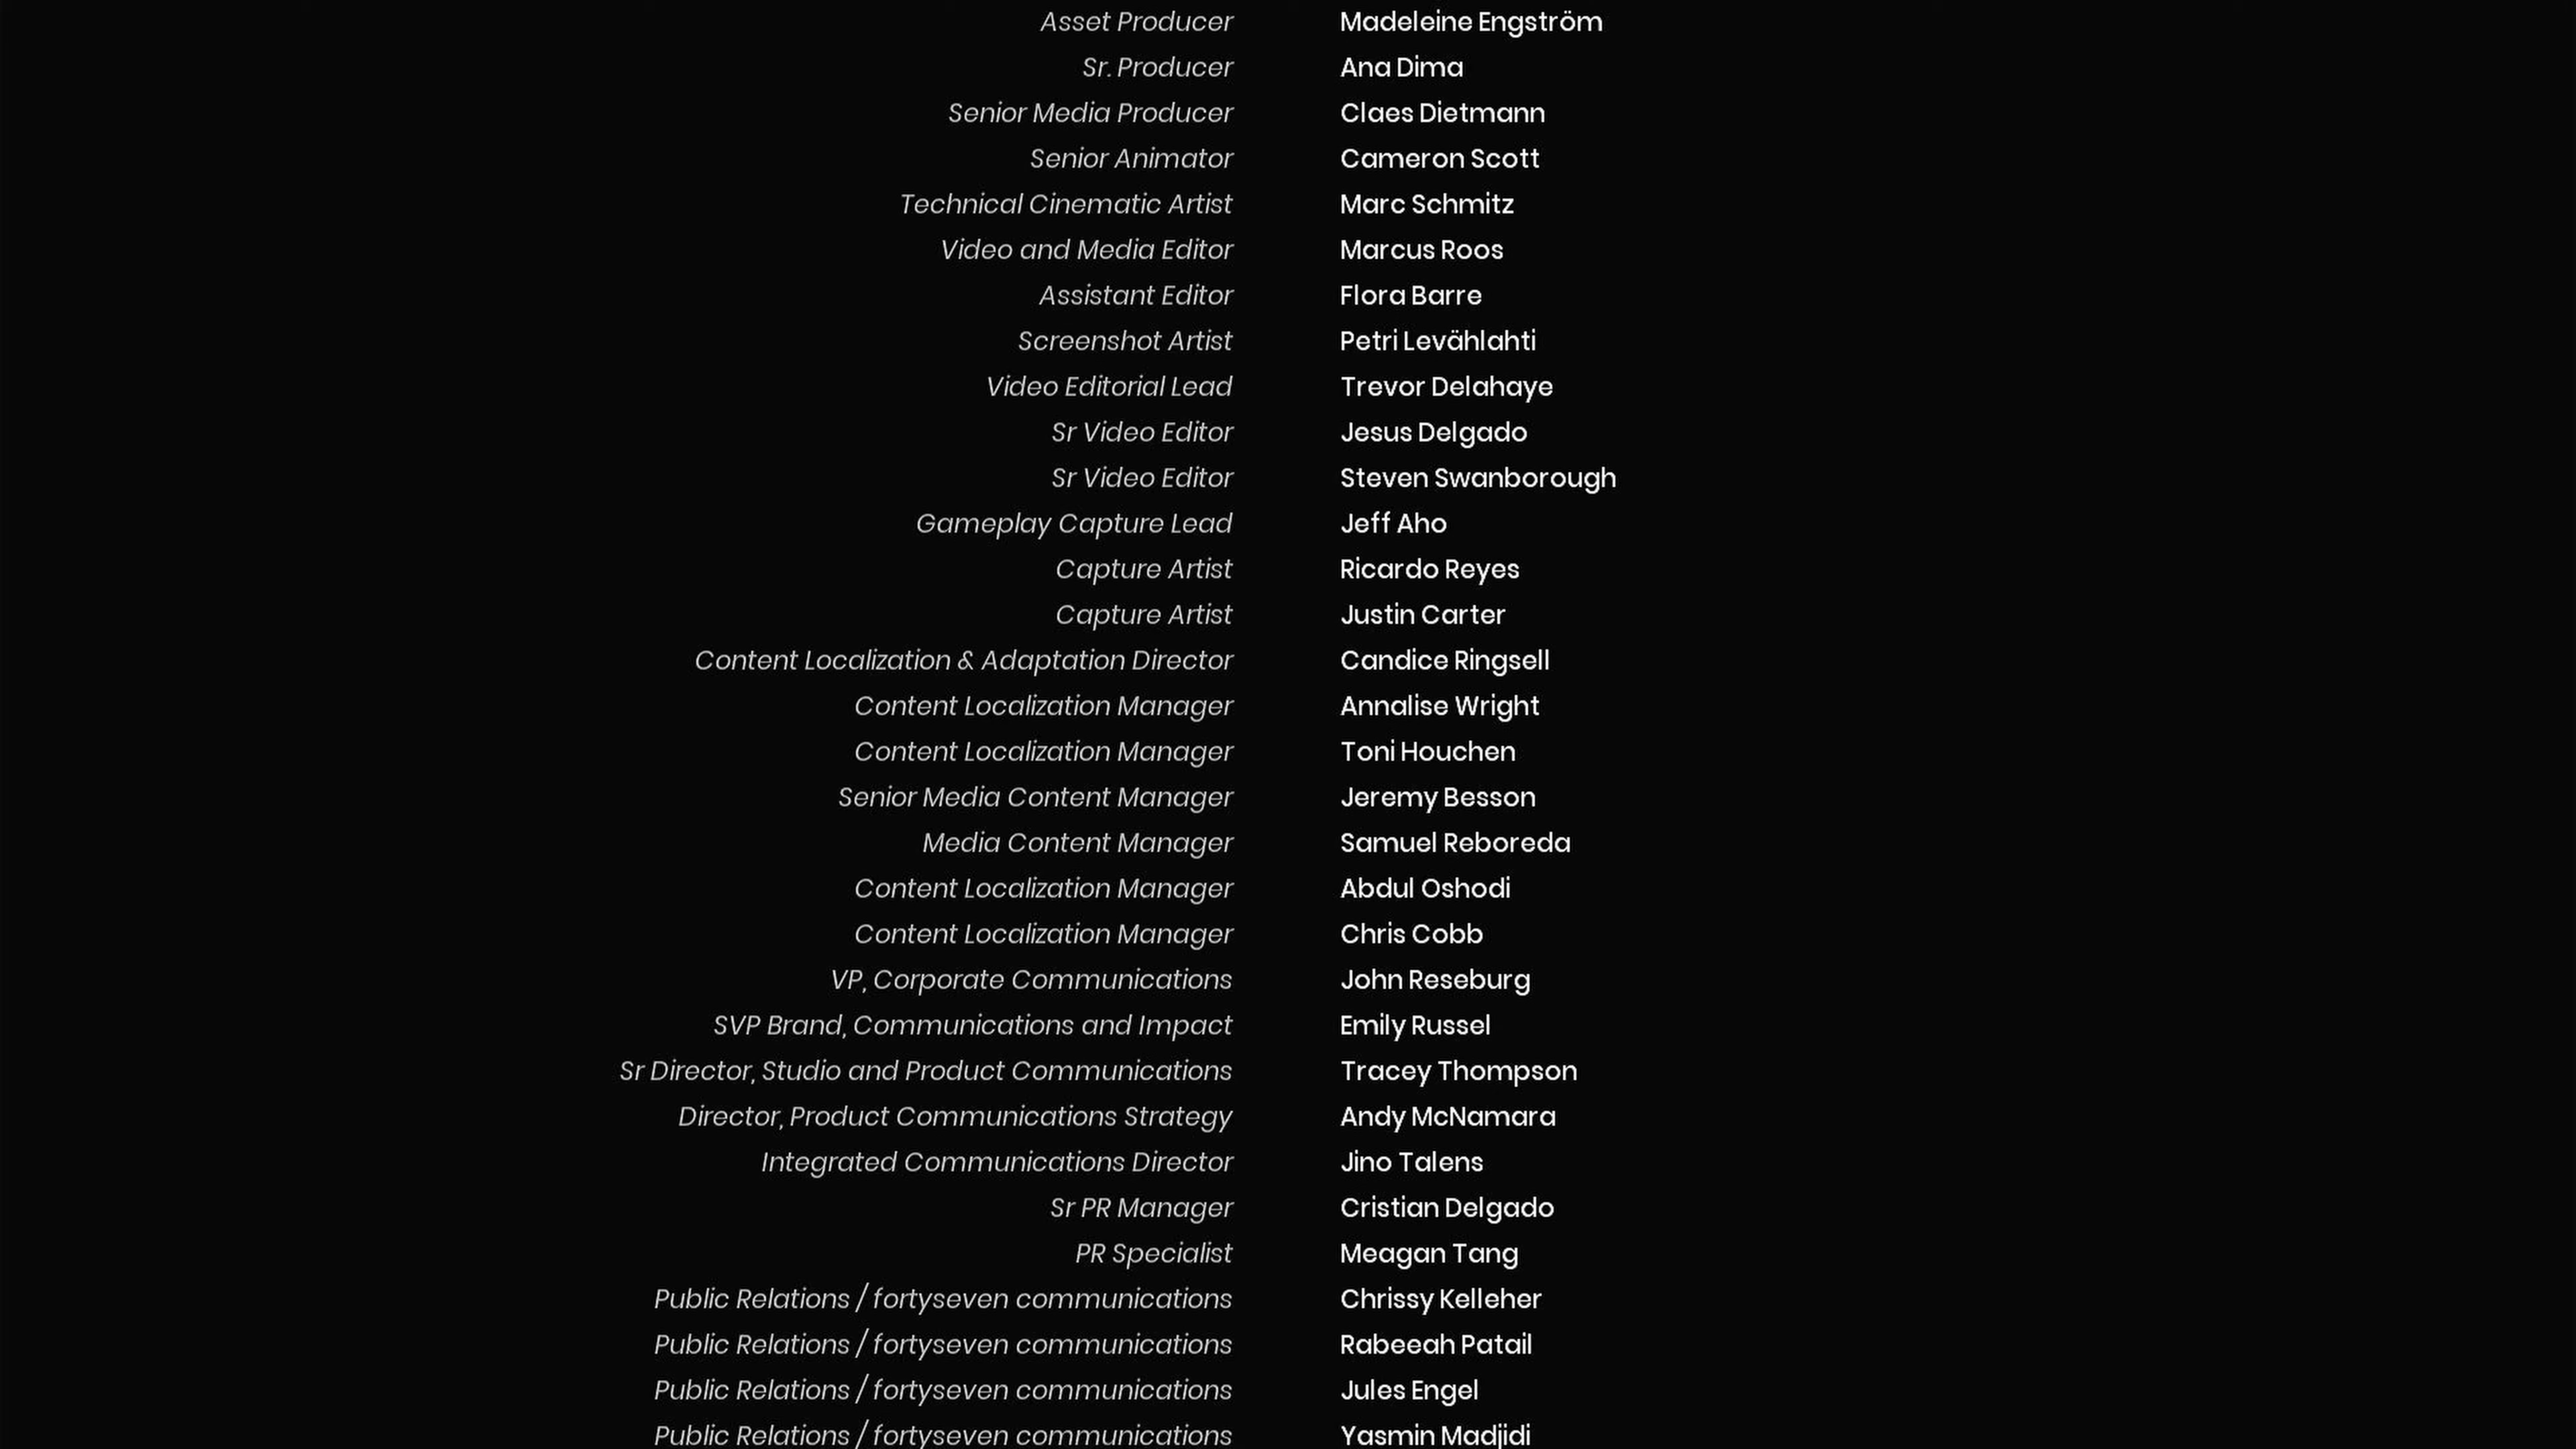 Asset Producer Madeleine Engström
Sr. Producer Ana Dima
Senior Media Producer Claes Dietmann
Senior Animator Cameron Scott
Technical Cinematic Artist Marc Schmitz
Video and Media Editor Marcus Roos
Assistant Editor Flora Barre
Screenshot Artist Petri Levählahti
Video Editorial Lead Trevor Delahaye
Sr Video Editor Jesus Delgado
Sr Video Editor Steven Swanborough
Gameplay Capture Lead Jeff Aho
Capture Artist Ricardo Reyes
Capture Artist Justin Carter
Content Localization & Adaptation Director Candice Ringsell
Content Localization Manager Annalise Wright
Content Localization Manager Toni Houchen
Senior Media Content Manager Jeremy Besson
Media Content Manager Samuel Reboreda
Content Localization Manager Abdul Oshodi
Content Localization Manager Chris Cobb
VP, Corporate Communications John Reseburg
SVP Brand, Communications and Impact Emily Russel
Sr Director, Studio and Product Communications Tracey Thompson
Director, Product Communications Strategy Andy McNamara
Integrated Communications Director Jino Talens
Sr PR Manager Cristian Delgado
PR Specialist Meagan Tang
Public Relations / fortyseven communications Chrissy Kelleher
Public Relations / fortyseven communications Rabeeah Patail
Public Relations / fortyseven communications Jules Engel
Public Relations / fortyseven communications Yasmin Madjidi